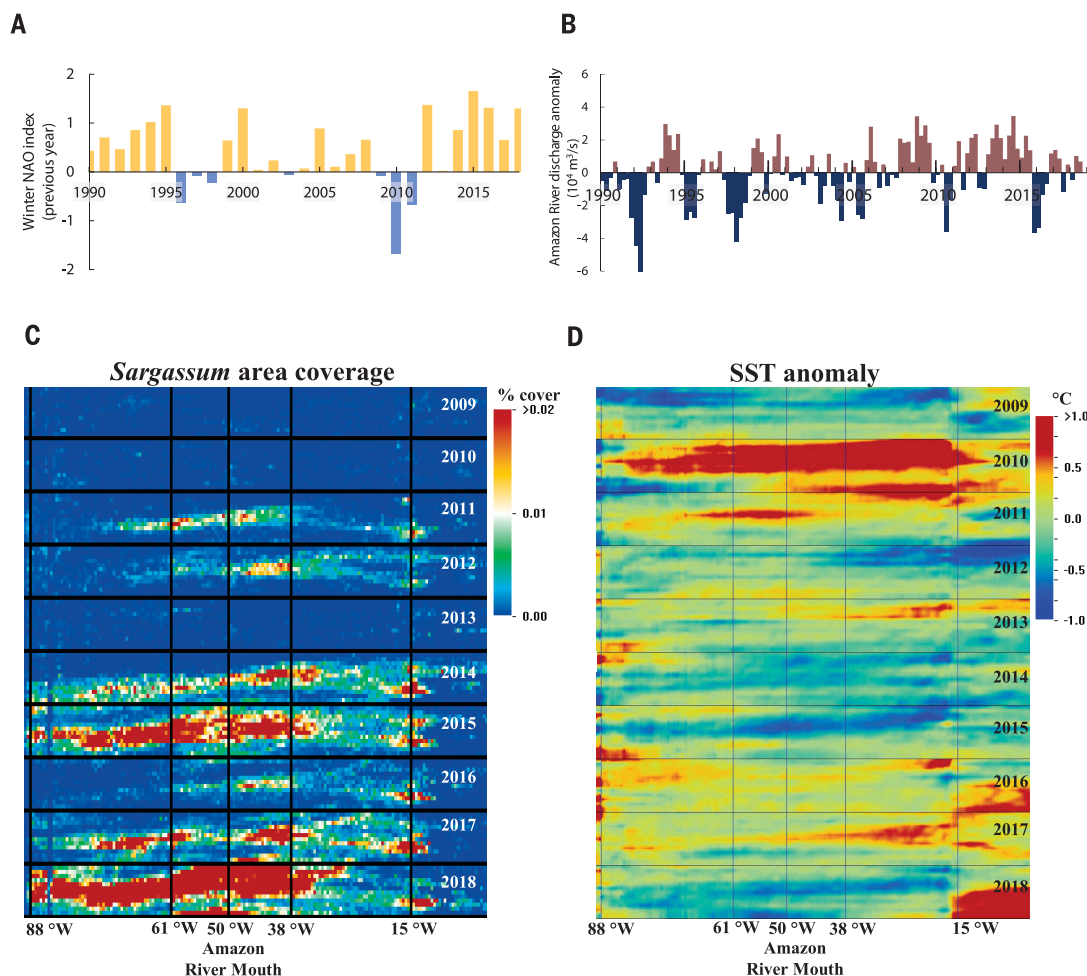 A
B
2
1
0
-1
-2
Winter NAO index
(previous year)
1990
1995
2000
2005
2010
2015
6
4
2
0
-2
-4
-6
Amazon River discharge anomaly
(10⁴ m³/s)
1990
1995
2000
2005
2010
2015
C
D
Sargassum area coverage
SST anomaly
% cover
>0.02
0.01
0.00
2009
2010
2011
2012
2013
2014
2015
2016
2017
2018
88 °W
61 °W
50 °W
38 °W
15 °W
Amazon
River Mouth
°C
>1.0
0.5
0.0
-0.5
-1.0
2009
2010
2011
2012
2013
2014
2015
2016
2017
2018
88 °W
61 °W
50 °W
38 °W
15 °W
Amazon
River Mouth